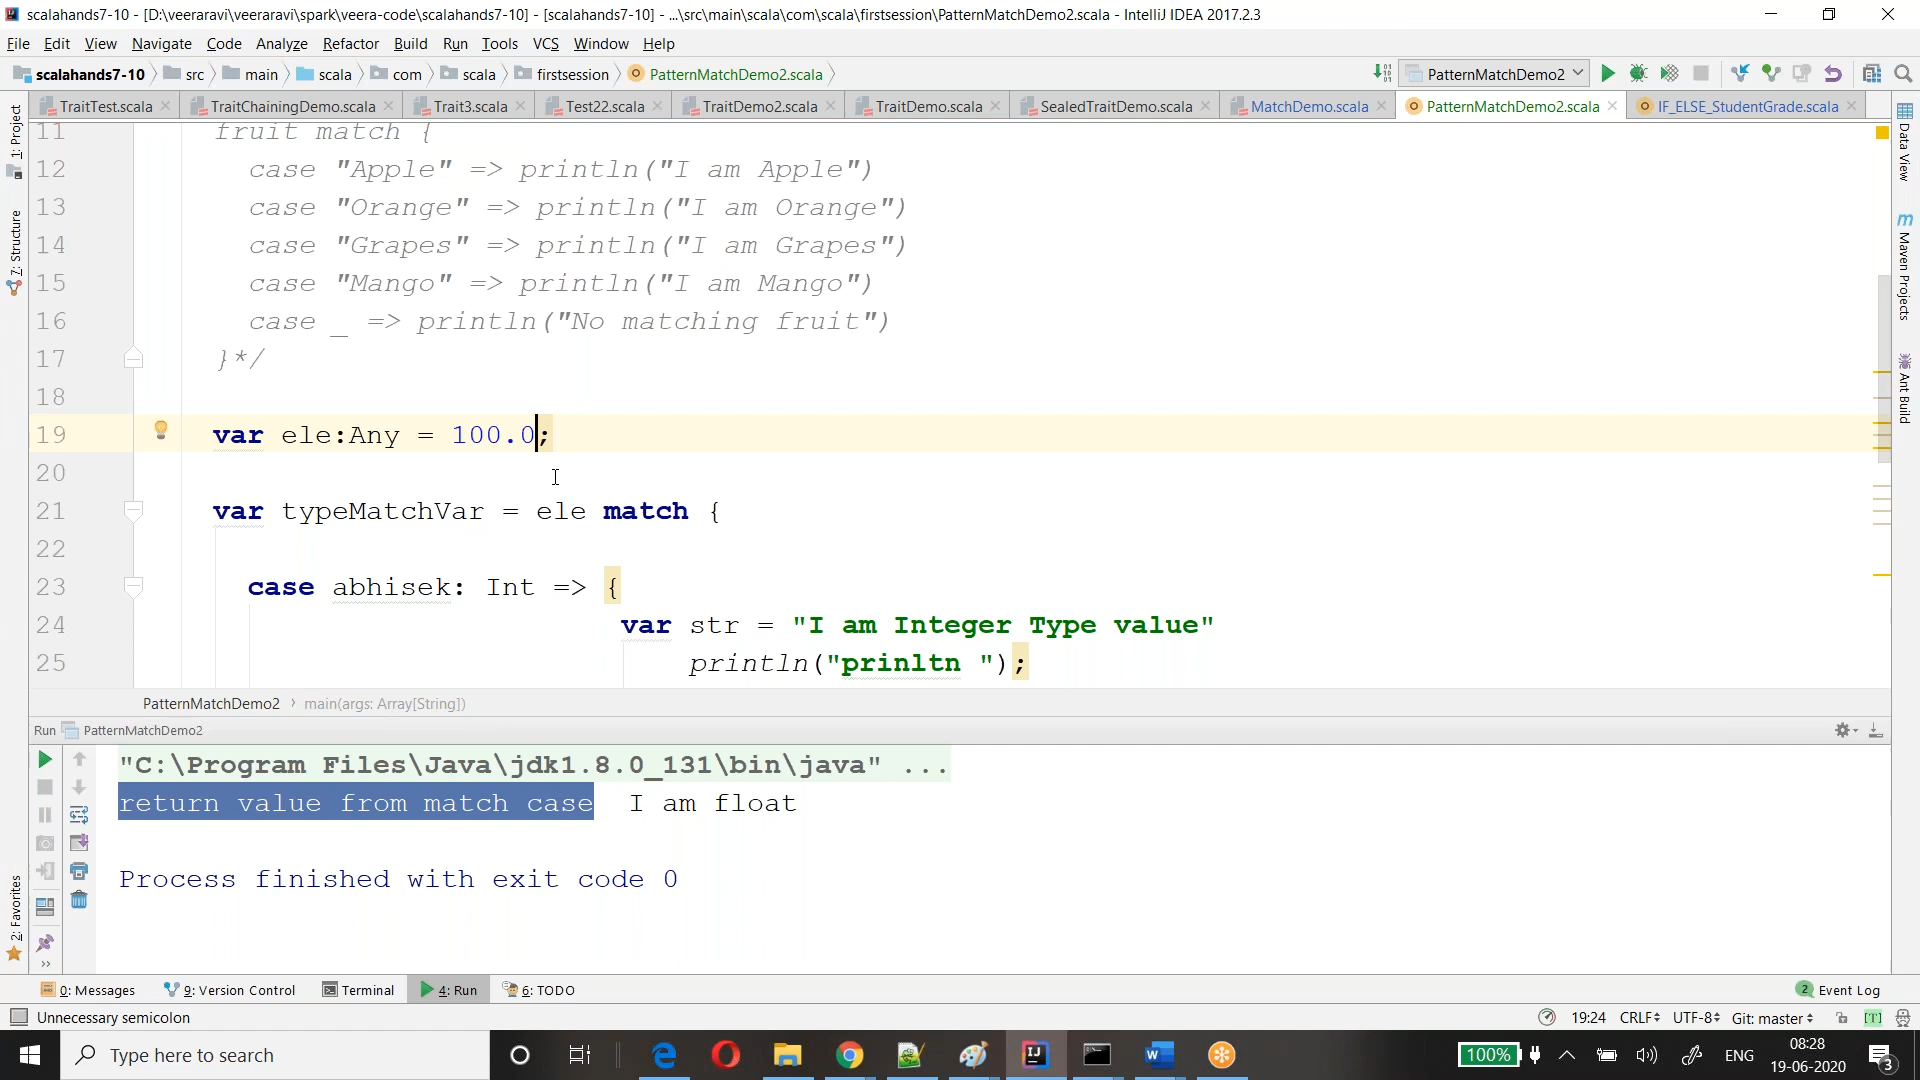 scalahands7-10 - [D:\veeraravi\veeraravi\spark\veera-code\scalahands7-10] - [scalahands7-10] - ...\src\main\scala\com\scala\firstsession\PatternMatchDemo2.scala - IntelliJ IDEA 2017.2.3
File Edit View Navigate Code Analyze Refactor Build Run Tools VCS Window Help
scalahands7-10 src main scala com scala firstsession PatternMatchDemo2.scala PatternMatchDemo2
TraitTest.scala TraitChainingDemo.scala Trait3.scala Test22.scala TraitDemo2.scala TraitDemo.scala SealedTraitDemo.scala MatchDemo.scala PatternMatchDemo2.scala IF_ELSE_StudentGrade.scala
1: Project
7: Structure
2: Favorites
Data View
Maven Projects
Ant Build
11 fruit match {
12 case "Apple" => println("I am Apple")
13 case "Orange" => println("I am Orange")
14 case "Grapes" => println("I am Grapes")
15 case "Mango" => println("I am Mango")
16 case _ => println("No matching fruit")
17 }*/
18
19 var ele:Any = 100.0;
20
21 var typeMatchVar = ele match {
22
23 case abhisek: Int => {
24 var str = "I am Integer Type value"
25 println("prinltn ");
PatternMatchDemo2 main(args: Array[String])
Run PatternMatchDemo2
"C:\Program Files\Java\jdk1.8.0_131\bin\java" ...
return value from match case I am float
Process finished with exit code 0
0: Messages 9: Version Control Terminal 4: Run 6: TODO 2 Event Log
Unnecessary semicolon 19:24 CRLF UTF-8 Git: master [T]
Type here to search 100% ENG 08:28
19-06-2020 3